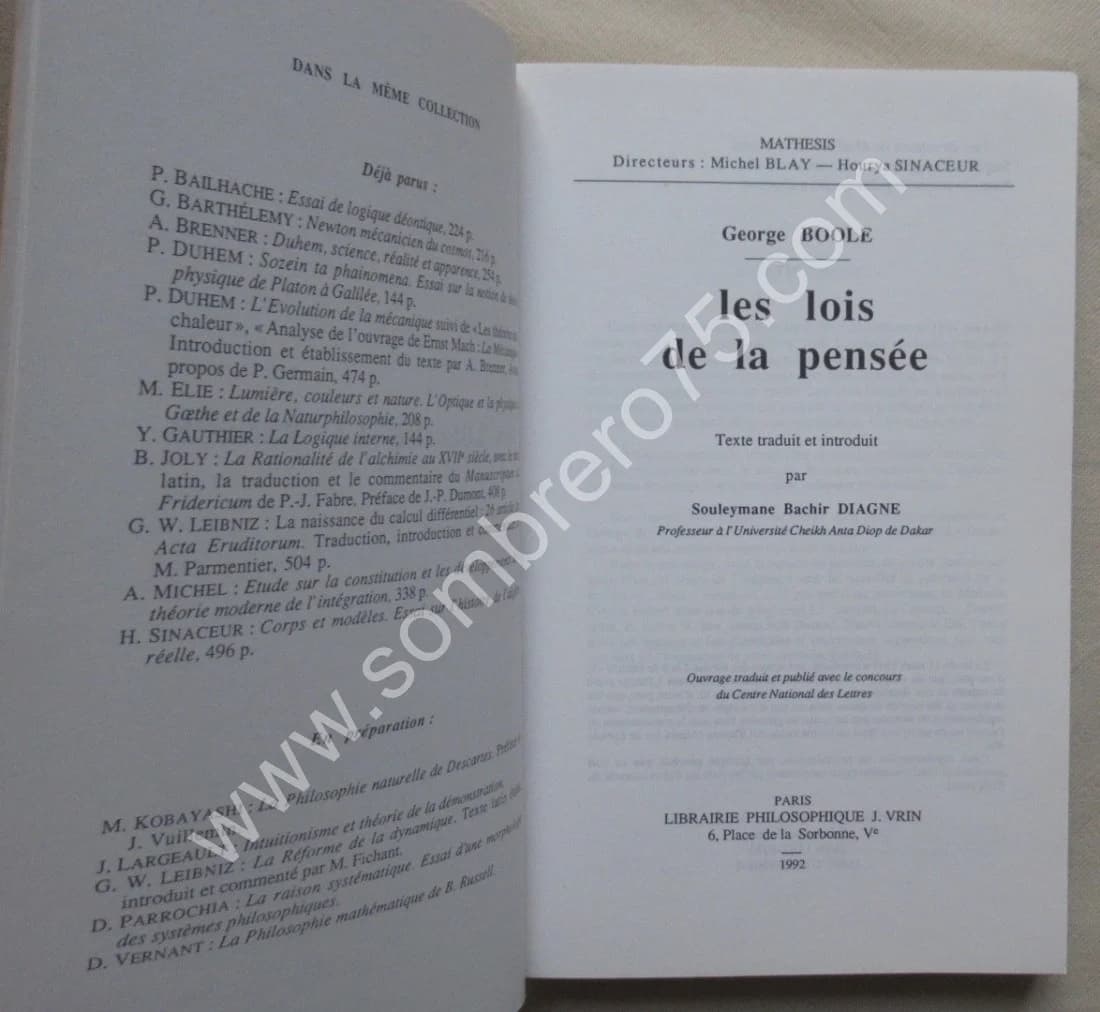 DANS LA MÊME COLLECTION
Déjà parus :
P. BAILHACHE : Essai de logique déontique, 224 p.
G. BARTHÉLEMY : Newton mécanicien du cosmos, 216 p.
A. BRENNER : Duhem, science, réalité et apparence, 254 p.
P. DUHEM : Sozein ta phainomena. Essai sur la notion de
physique de Platon à Galilée, 144 p.
P. DUHEM : L'Evolution de la mécanique suivi de « Les
chaleur », « Analyse de l'ouvrage de Ernst Mach : La
Introduction et établissement du texte par A. Brenner,
propos de P. Germain, 474 p.
M. ELIE : Lumière, couleurs et nature. L'Optique et la
Gœthe et de la Naturphilosophie, 208 p.
Y. GAUTHIER : La Logique interne, 144 p.
B. JOLY : La Rationalité de l'alchimie au XVIIe siècle, avec le
latin, la traduction et le commentaire du Manuscriptum
Fridericum de P.-J. Fabre. Préface de J.-P. Dumont, 408 p.
G. W. LEIBNIZ : La naissance du calcul différentiel : 26
Acta Eruditorum. Traduction, introduction et
M. Parmentier, 504 p.
A. MICHEL : Etude sur la constitution et les développements
théorie moderne de l'intégration, 338 p.
H. SINACEUR : Corps et modèles. Essai sur l'histoire de
réelle, 496 p.
En préparation :
M. KOBAYASHI : La Philosophie naturelle de Descartes.
J. Vuillemin
J. LARGEAULT : Intuitionisme et théorie de la démonstration.
G. W. LEIBNIZ : La Réforme de la dynamique. Texte latin
introduit et commenté par M. Fichant.
D. PARROCHIA : La raison systématique. Essai d'une
des systèmes philosophiques.
D. VERNANT : La Philosophie mathématique de B. Russell.
MATHESIS
Directeurs : Michel BLAY — Hourya SINACEUR
George BOOLE
les lois
de la pensée
Texte traduit et introduit
par
Souleymane Bachir DIAGNE
Professeur à l'Université Cheikh Anta Diop de Dakar
Ouvrage traduit et publié avec le concours
du Centre National des Lettres
PARIS
LIBRAIRIE PHILOSOPHIQUE J. VRIN
6, Place de la Sorbonne, Ve
1992
www.sombrero75.com